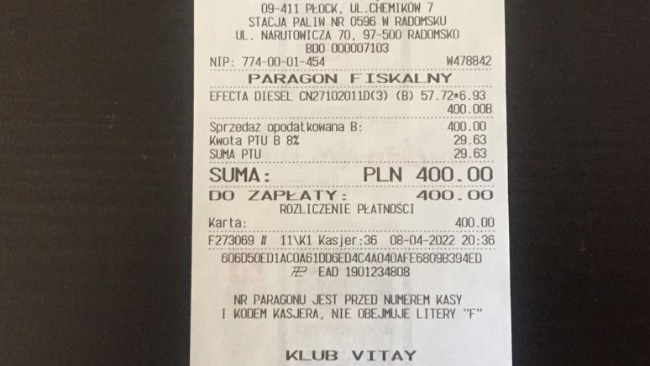 09-411 PŁOCK, UL.CHEMIKÓW 7
STACJA PALIW NR 0596 W RADOMSKU
UL. NARUTOWICZA 70, 97-500 RADOMSKO
BDO 000007103
NIP: 774-00-01-454 W478842
PARAGON FISKALNY
EFECTA DIESEL CN27102011D(3) (B) 57.72*6.93
400.00B
Sprzedaż opodatkowana B: 400.00
Kwota PTU B 8% 29.63
SUMA PTU 29.63
SUMA: PLN 400.00
DO ZAPŁATY: 400.00
ROZLICZENIE PŁATNOŚCI
Karta: 400.00
F273069 # 11\K1 Kasjer:36 08-04-2022 20:36
606D50ED1AC0A61DD6ED4C4A040AFE6809B394ED
EAD 1901234808
NR PARAGONU JEST PRZED NUMEREM KASY
I KODEM KASJERA, NIE OBEJMUJE LITERY "F"
KLUB VITAY